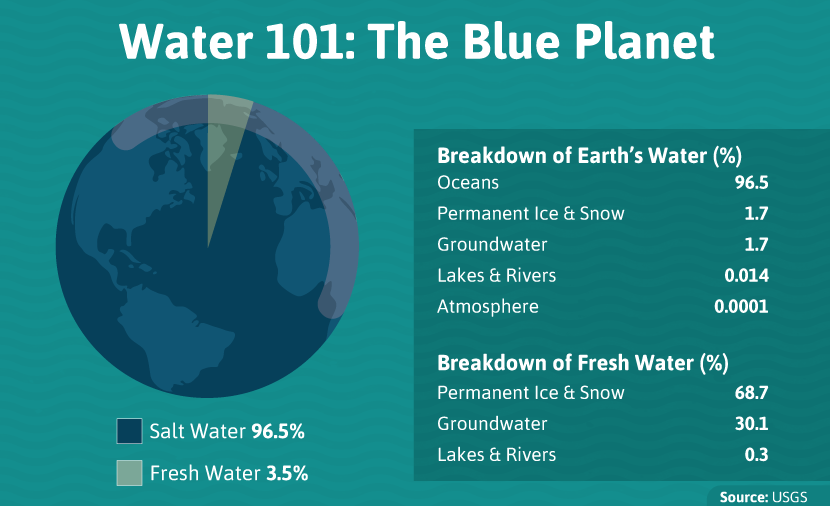 Water 101: The Blue Planet
Salt Water 96.5%
Fresh Water 3.5%
Breakdown of Earth's Water (%)
Oceans 96.5
Permanent Ice & Snow 1.7
Groundwater 1.7
Lakes & Rivers 0.014
Atmosphere 0.0001
Breakdown of Fresh Water (%)
Permanent Ice & Snow 68.7
Groundwater 30.1
Lakes & Rivers 0.3
Source: USGS